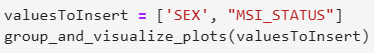 valuesToInsert = ['SEX', "MSI_STATUS"]
group_and_visualize_plots(valuesToInsert)